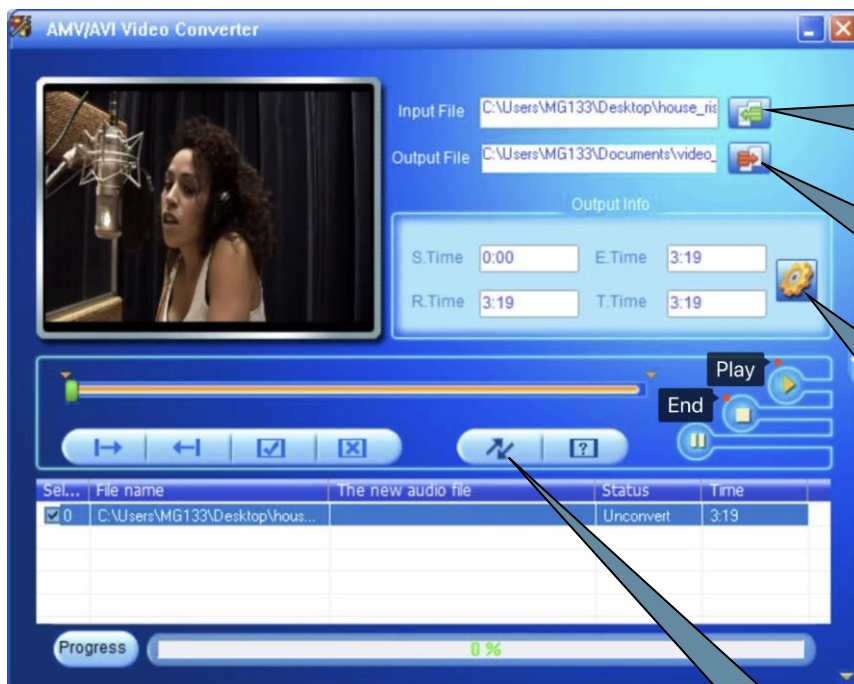 AMV/AVI Video Converter
Input File C:\Users\MG133\Desktop\house_ris
Output File C:\Users\MG133\Documents\video_
Output Info
S.Time 0:00 E.Time 3:19
R.Time 3:19 T.Time 3:19
Play
End
Sel... File name The new audio file Status Time
0 C:\Users\MG133\Desktop\hous... Unconvert 3:19
Progress 0 %